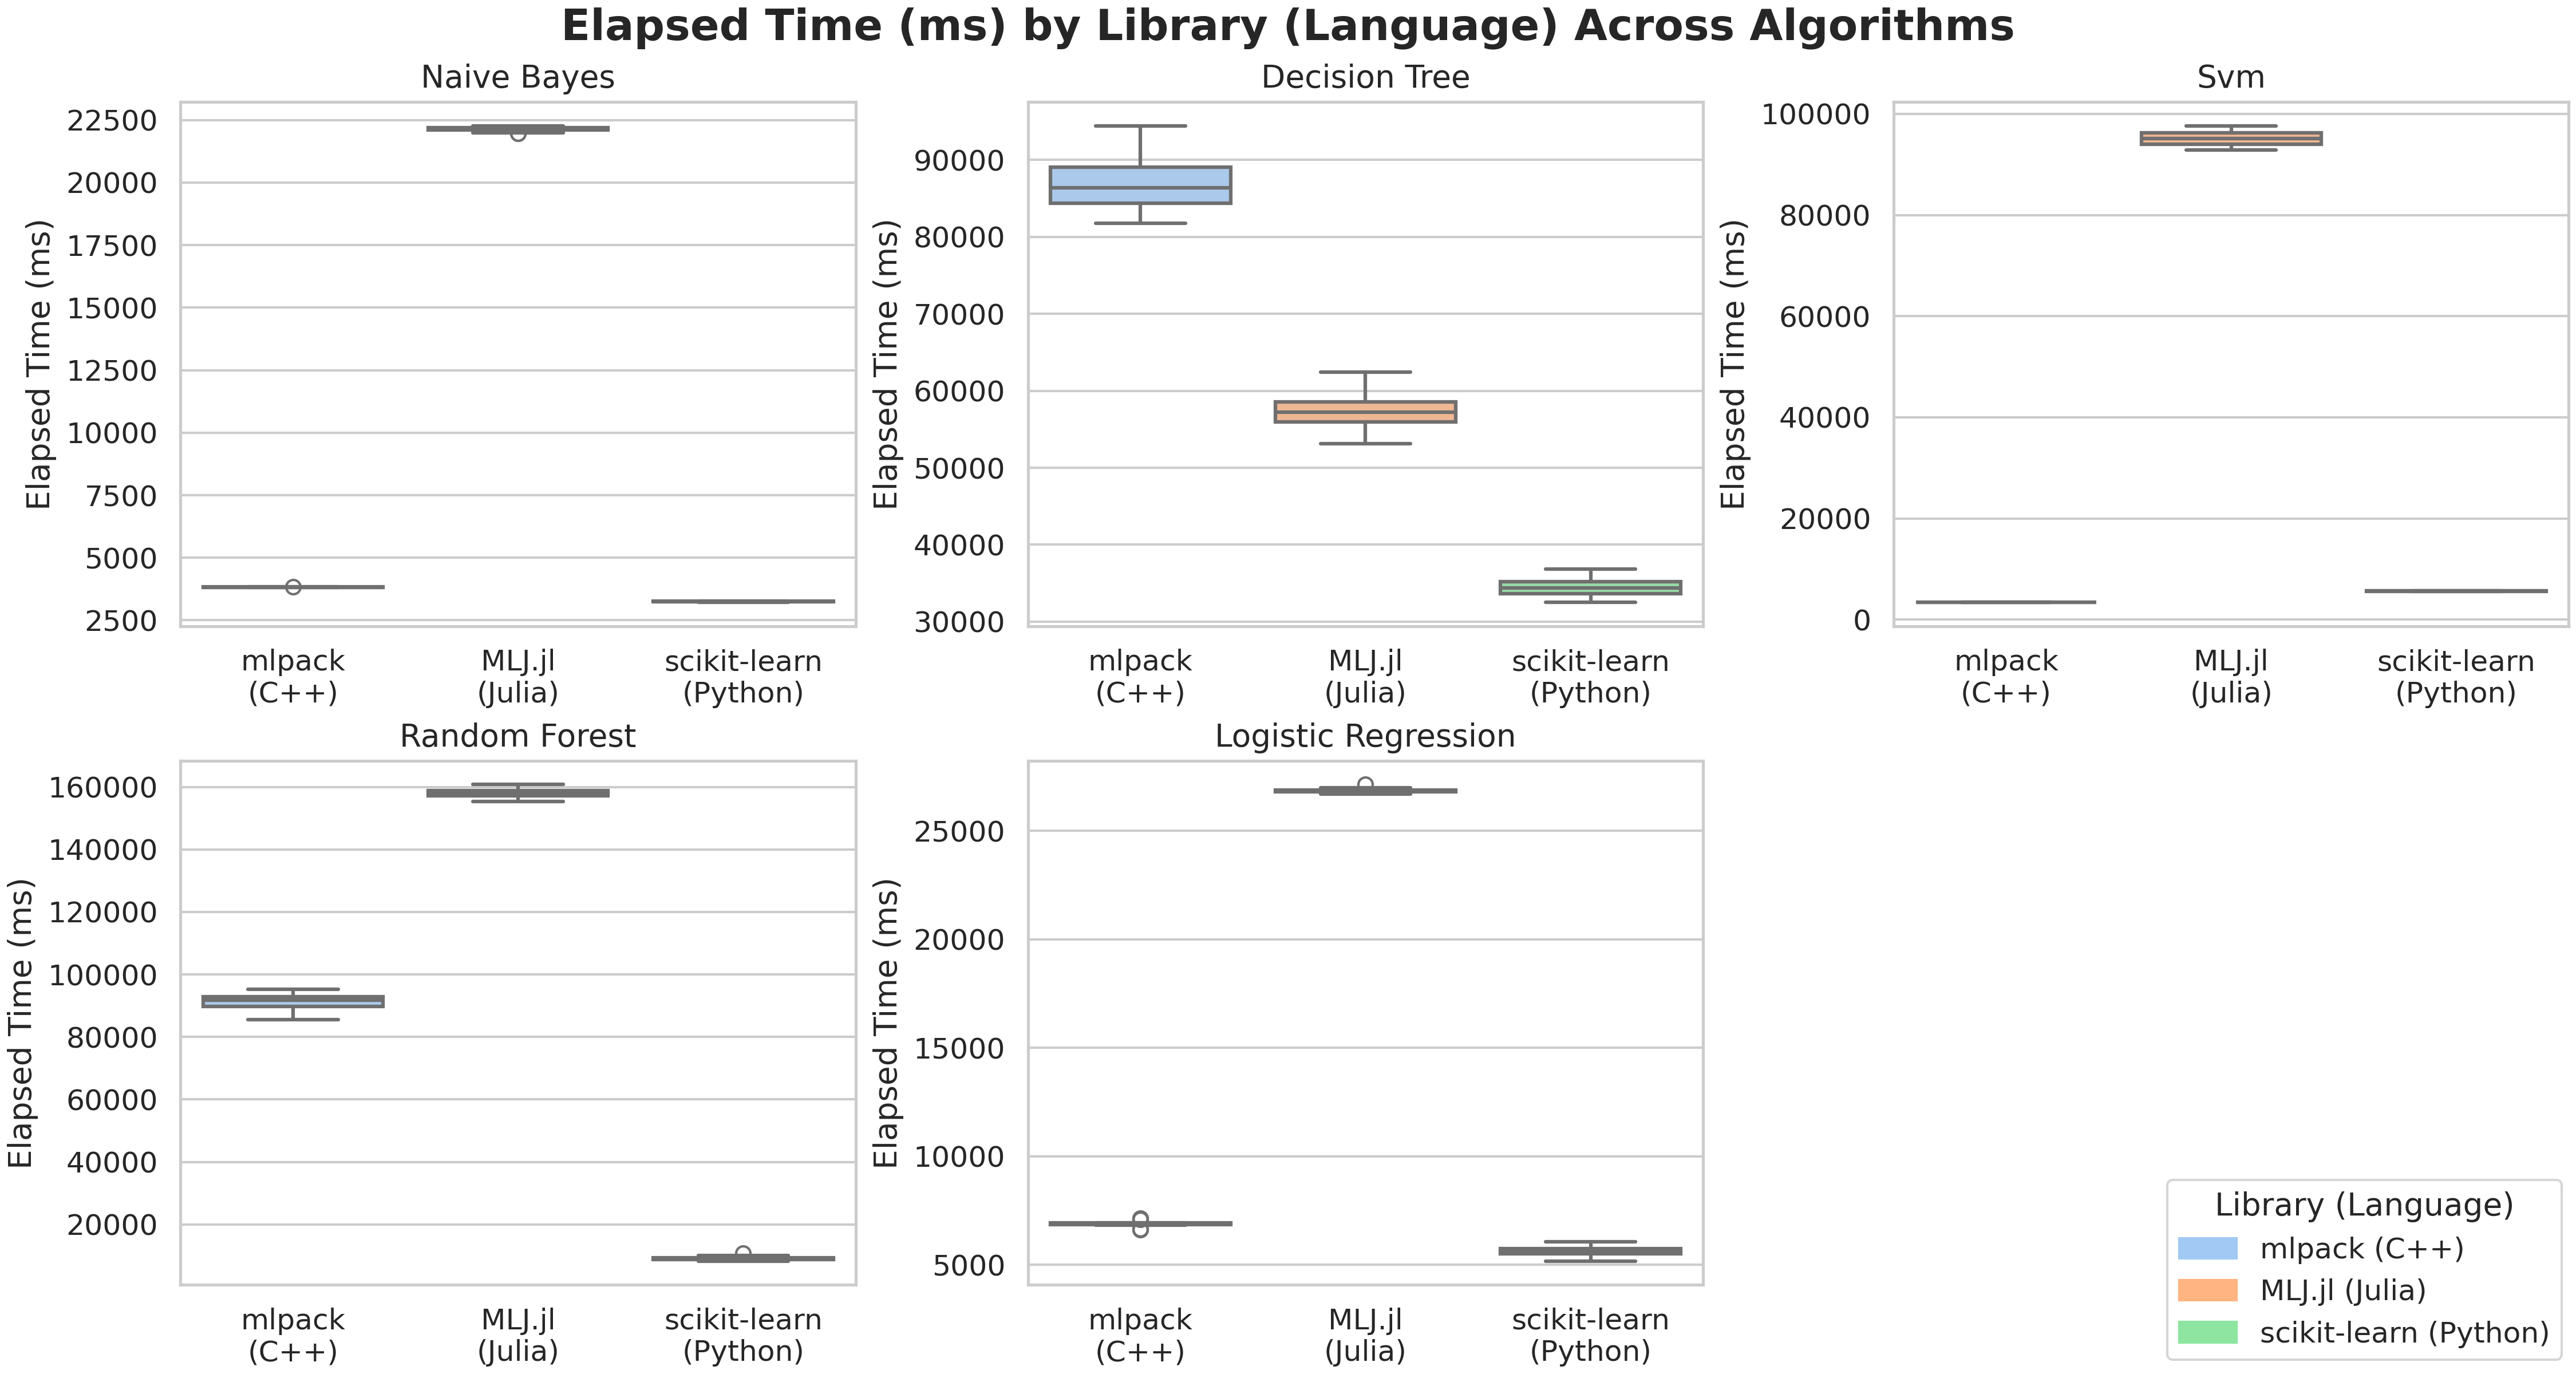 Elapsed Time (ms) by Library (Language) Across Algorithms
Naive Bayes
Elapsed Time (ms)
22500
20000
17500
15000
12500
10000
7500
5000
2500
mlpack
(C++)
MLJ.jl
(Julia)
scikit-learn
(Python)
Decision Tree
Elapsed Time (ms)
90000
80000
70000
60000
50000
40000
30000
mlpack
(C++)
MLJ.jl
(Julia)
scikit-learn
(Python)
Svm
Elapsed Time (ms)
100000
80000
60000
40000
20000
0
mlpack
(C++)
MLJ.jl
(Julia)
scikit-learn
(Python)
Random Forest
Elapsed Time (ms)
160000
140000
120000
100000
80000
60000
40000
20000
mlpack
(C++)
MLJ.jl
(Julia)
scikit-learn
(Python)
Logistic Regression
Elapsed Time (ms)
25000
20000
15000
10000
5000
mlpack
(C++)
MLJ.jl
(Julia)
scikit-learn
(Python)
Library (Language)
mlpack (C++)
MLJ.jl (Julia)
scikit-learn (Python)